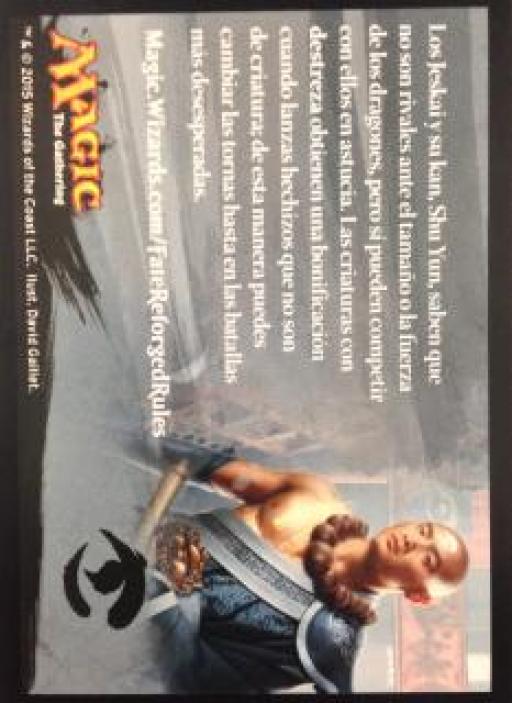 Los Jeskai y su kan, Shu Yun, saben que
no son rivales ante el tamaño o la fuerza
de los dragones, pero sí pueden competir
con ellos en astucia. Las criaturas con
destreza obtienen una bonificación
cuando lanzas hechizos que no son
de criatura; de esta manera puedes
cambiar las tornas hasta en las batallas
más desesperadas.
Magic.Wizards.com/FateReforgedRules
MAGIC
The Gathering
™ & © 2015 Wizards of the Coast LLC. Ilust. David Gaillet.